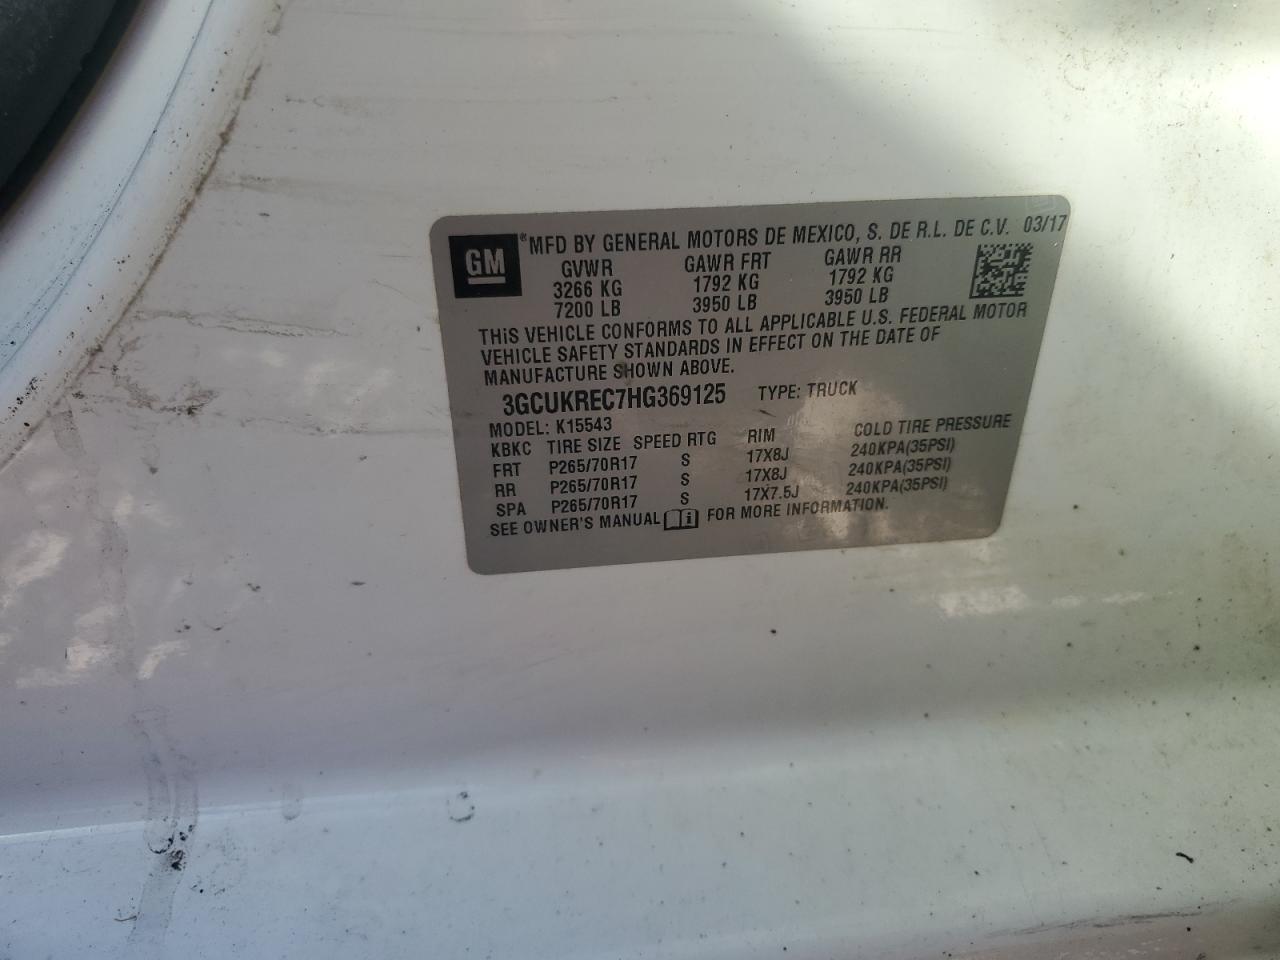 GM ® MFD BY GENERAL MOTORS DE MEXICO, S. DE R.L. DE C.V. 03/17
GVWR GAWR FRT GAWR RR
3266 KG 1792 KG 1792 KG
7200 LB 3950 LB 3950 LB
THIS VEHICLE CONFORMS TO ALL APPLICABLE U.S. FEDERAL MOTOR
VEHICLE SAFETY STANDARDS IN EFFECT ON THE DATE OF
MANUFACTURE SHOWN ABOVE.
3GCUKREC7HG369125 TYPE: TRUCK
MODEL: K15543
KBKC TIRE SIZE SPEED RTG RIM COLD TIRE PRESSURE
FRT P265/70R17 S 17X8J 240KPA(35PSI)
RR P265/70R17 S 17X8J 240KPA(35PSI)
SPA P265/70R17 S 17X7.5J 240KPA(35PSI)
SEE OWNER'S MANUAL i FOR MORE INFORMATION.